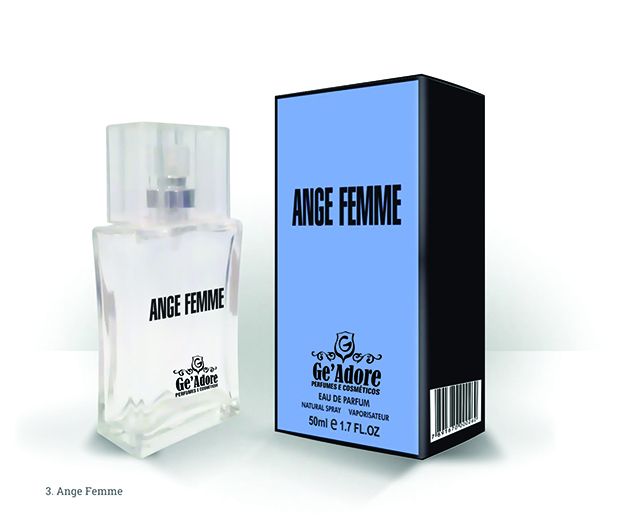 ANGE FEMME
G
Ge'Adore
PERFUMES E COSMÉTICOS
ANGE FEMME
G
Ge'Adore
PERFUMES E COSMÉTICOS
EAU DE PARFUM
NATURAL SPRAY VAPORISATEUR
50ml e 1.7 FL.OZ
3. Ange Femme